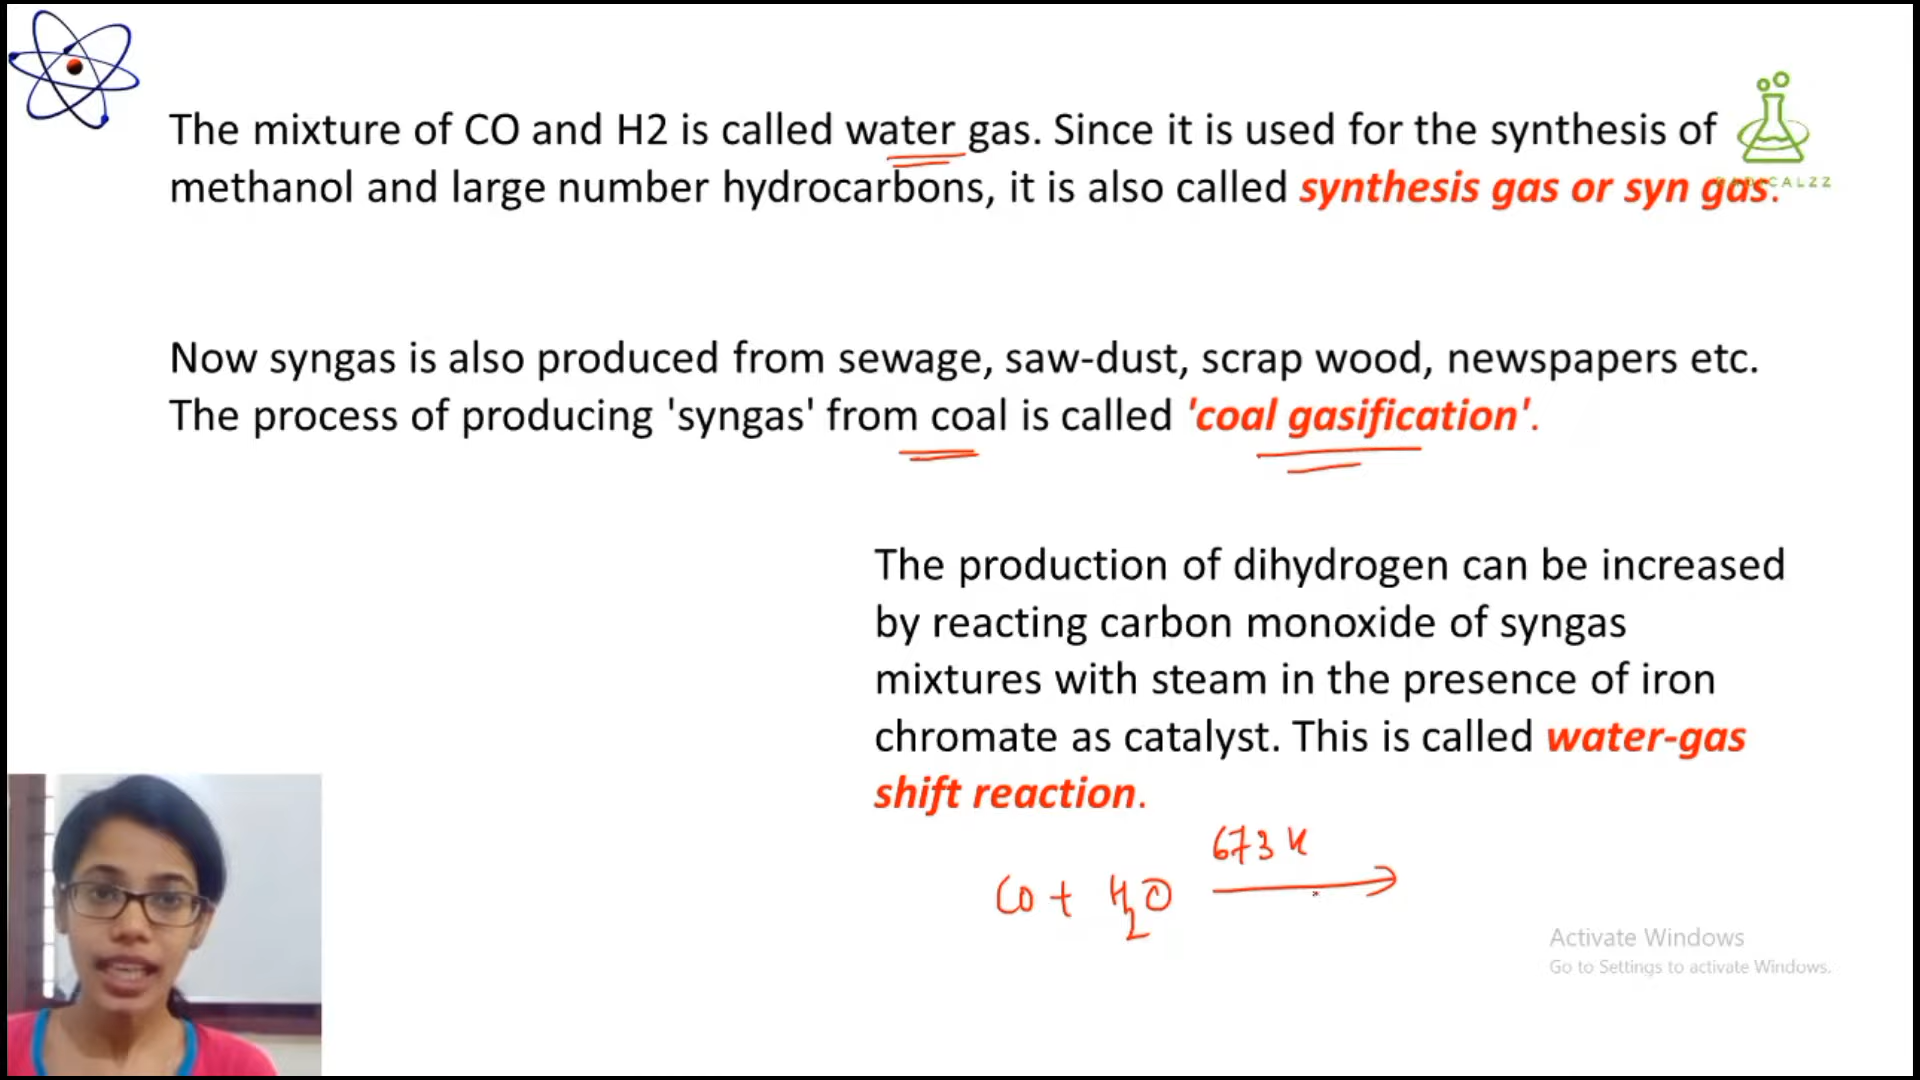 The mixture of CO and H2 is called water gas. Since it is used for the synthesis of
methanol and large number hydrocarbons, it is also called synthesis gas or syn gas.
Now syngas is also produced from sewage, saw-dust, scrap wood, newspapers etc.
The process of producing 'syngas' from coal is called 'coal gasification'.
The production of dihydrogen can be increased
by reacting carbon monoxide of syngas
mixtures with steam in the presence of iron
chromate as catalyst. This is called water-gas
shift reaction.
673 K
CO + H₂O →
Activate Windows
Go to Settings to activate Windows.